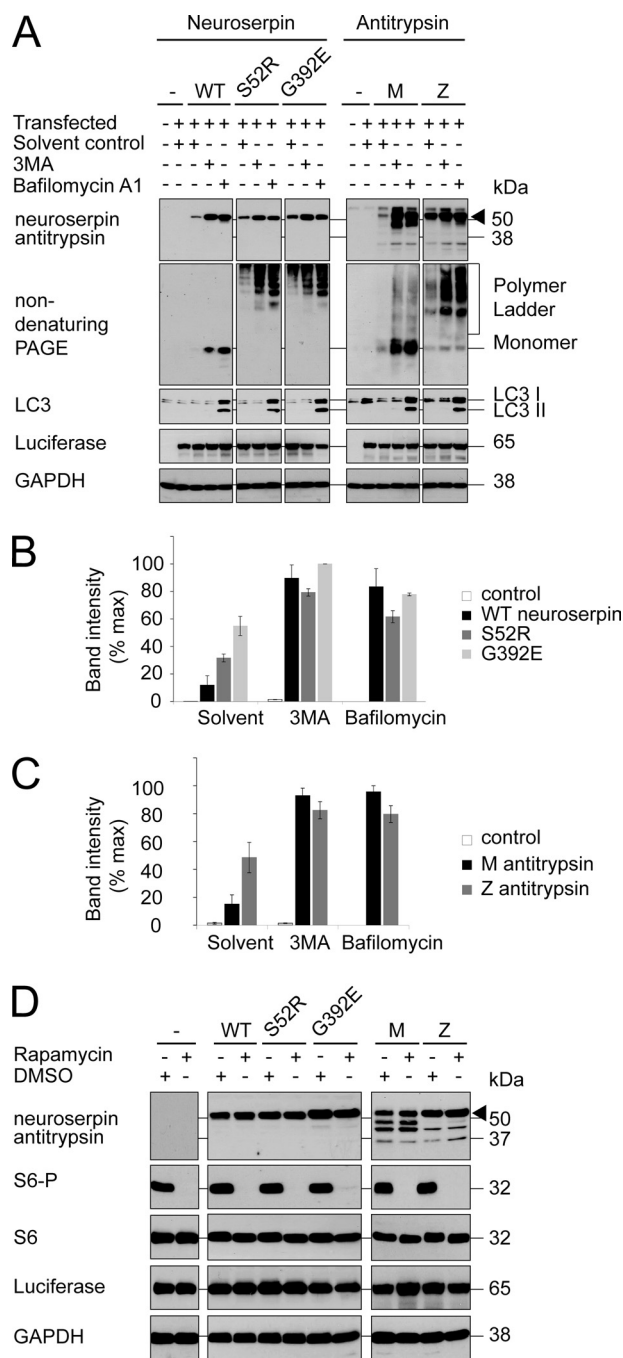 A
Neuroserpin Antitrypsin
- WT S52R G392E - M Z
Transfected - + + + + + + + + + + - + + + + + + +
Solvent control - - + - - + - - + - - - - + - - + - -
3MA - - - + - - + - - + - - - - + - - + -
Bafilomycin A1 - - - - + - - + - - + - - - - + - - +
kDa
neuroserpin 50
antitrypsin 38
non-
denaturing
PAGE
Polymer
Ladder
Monomer
LC3 LC3 I
LC3 II
Luciferase 65
GAPDH 38
B
Band intensity
(% max)
100
80
60
40
20
0
Solvent 3MA Bafilomycin
control
WT neuroserpin
S52R
G392E
C
Band intensity
(% max)
100
80
60
40
20
0
Solvent 3MA Bafilomycin
control
M antitrypsin
Z antitrypsin
D
- WT S52R G392E M Z
Rapamycin - + - + - + - + - + - +
DMSO + - + - + - + - + - + -
kDa
neuroserpin 50
antitrypsin 37
S6-P 32
S6 32
Luciferase 65
GAPDH 38